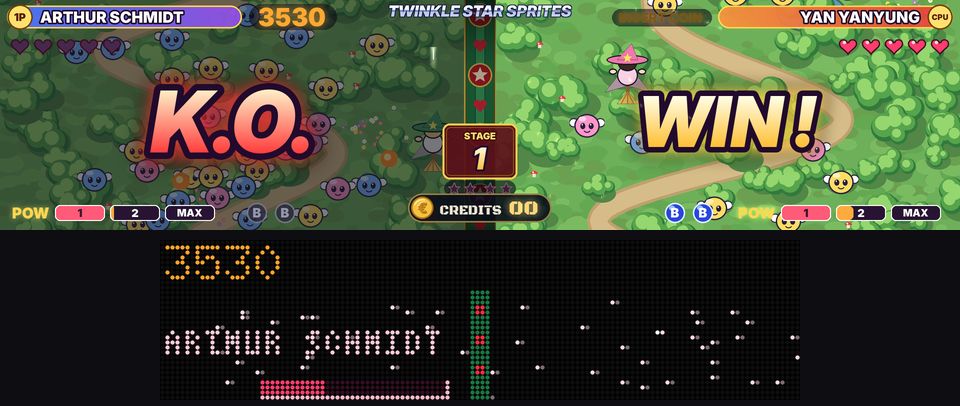 1P ARTHUR SCHMIDT 3530
TWINKLE STAR SPRITES
YAN YANYUNG CPU
K.O.
WIN!
STAGE
1
POW 1 2 MAX B B
€ CREDITS 00
B B POW 1 2 MAX
3530
ARTHUR SCHMIDT